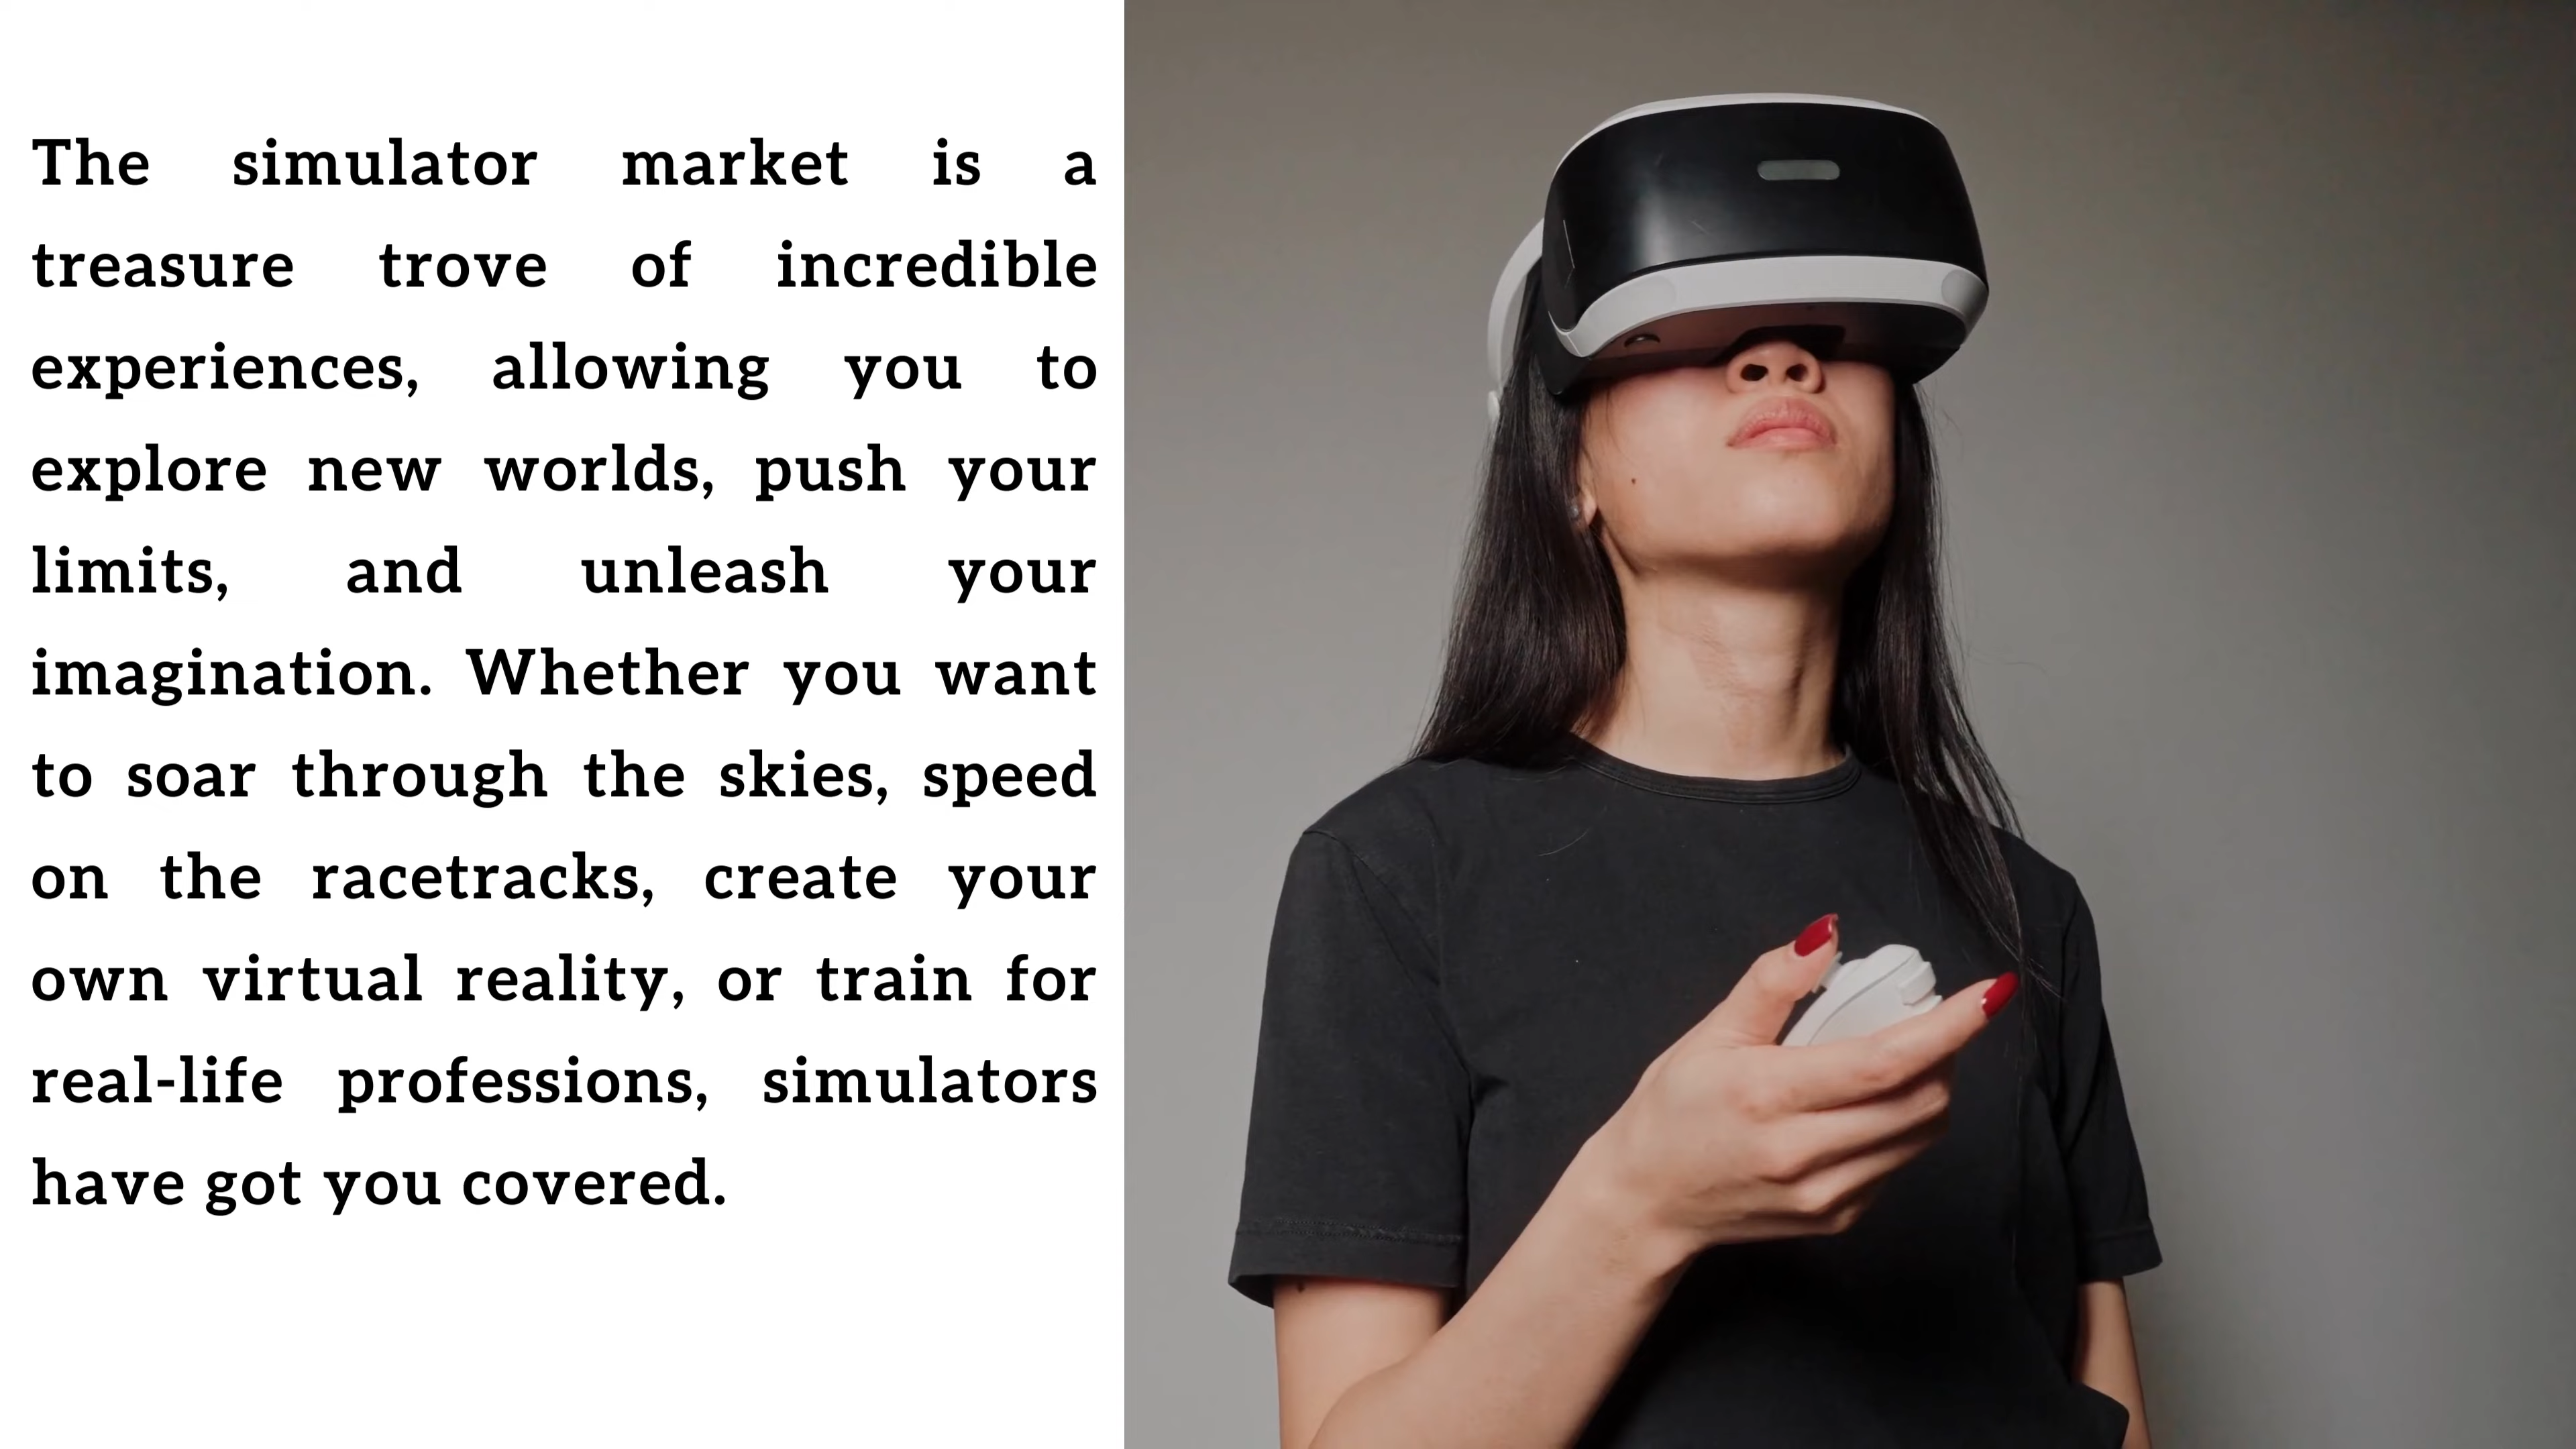 The simulator market is a
treasure trove of incredible
experiences, allowing you to
explore new worlds, push your
limits, and unleash your
imagination. Whether you want
to soar through the skies, speed
on the racetracks, create your
own virtual reality, or train for
real-life professions, simulators
have got you covered.